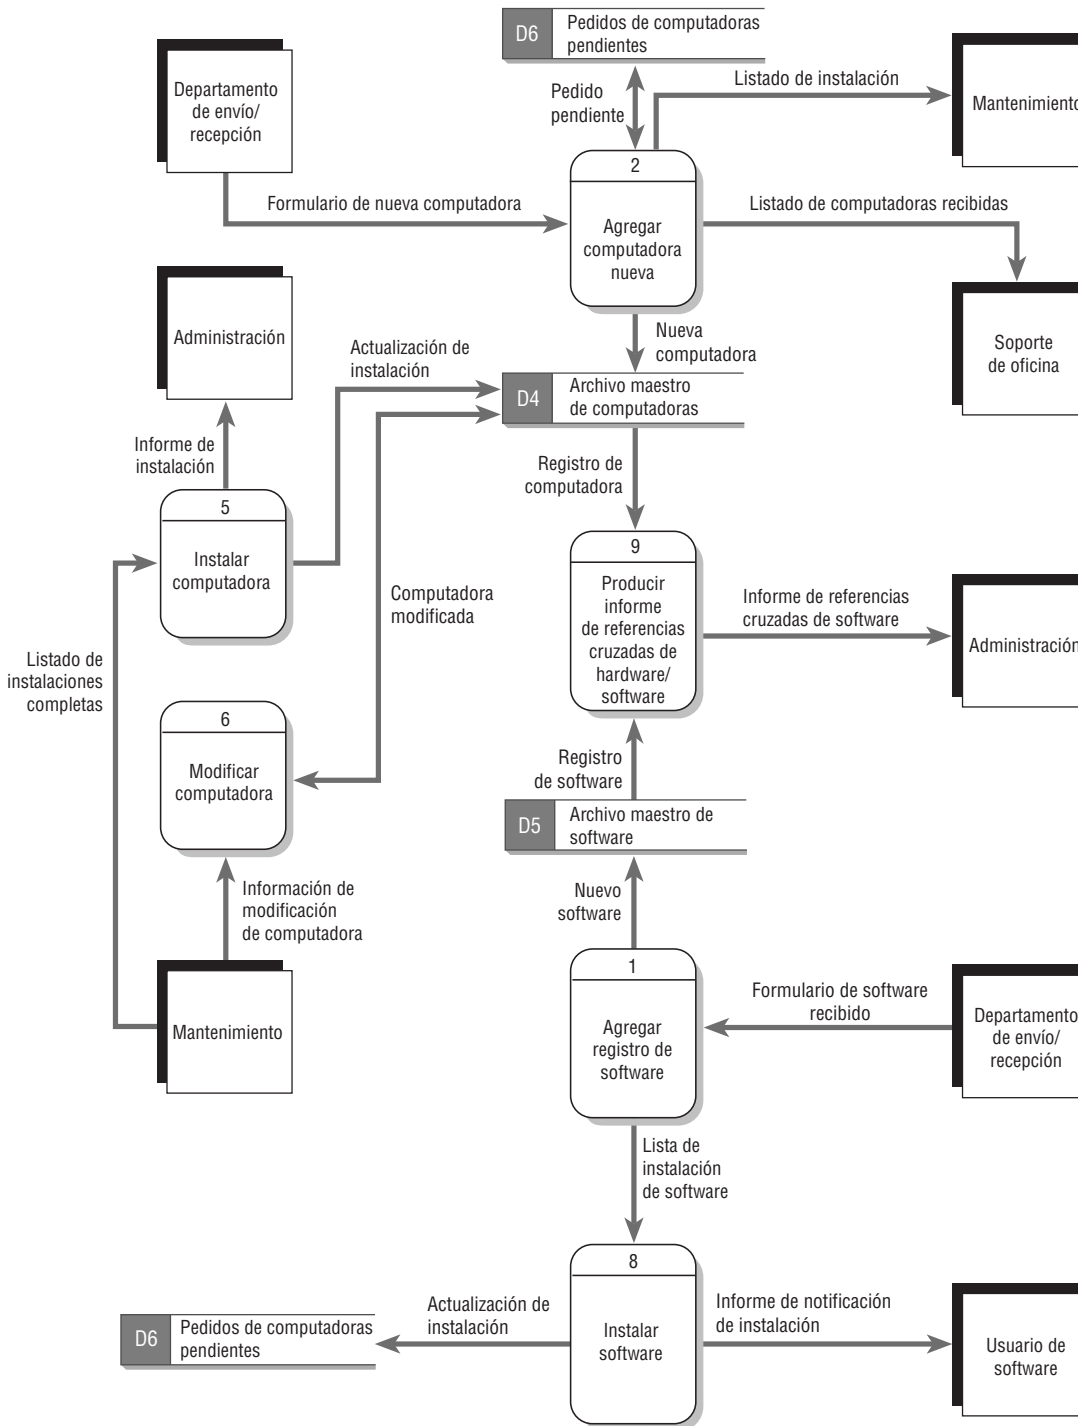 D6
Pedidos de computadoras
pendientes
Departamento
de envío/
recepción
Pedido
pendiente
Listado de instalación
Mantenimiento
2
Agregar
computadora
nueva
Formulario de nueva computadora
Listado de computadoras recibidas
Administración
Actualización de
instalación
Nueva
computadora
Soporte
de oficina
D4
Archivo maestro
de computadoras
Informe de
instalación
Registro de
computadora
5
Instalar
computadora
9
Producir
informe
de referencias
cruzadas de
hardware/
software
Computadora
modificada
Informe de referencias
cruzadas de software
Administración
Listado de
instalaciones
completas
6
Modificar
computadora
Registro
de software
D5
Archivo maestro de
software
Información de
modificación
de computadora
Nuevo
software
Mantenimiento
1
Agregar
registro de
software
Formulario de software
recibido
Departamento
de envío/
recepción
Lista de
instalación
de software
8
Instalar
software
D6
Pedidos de computadoras
pendientes
Actualización de
instalación
Informe de notificación
de instalación
Usuario de
software